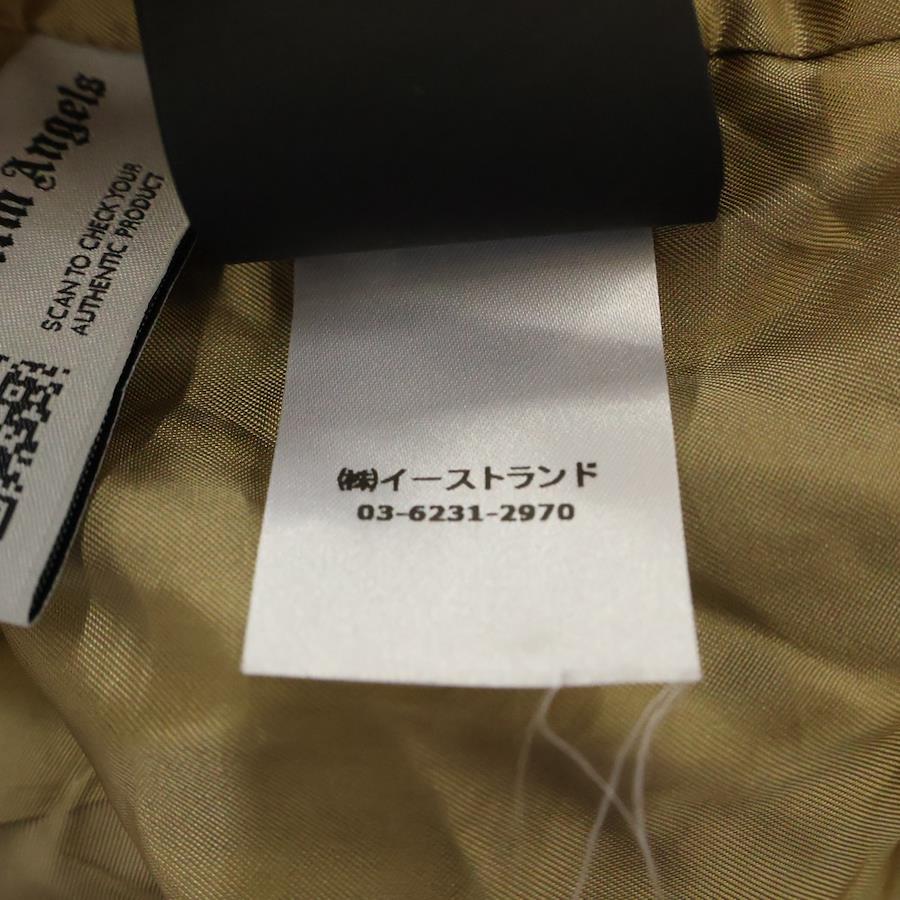 Angels
SCAN TO CHECK YOUR
AUTHENTIC PRODUCT
㈱イーストランド
03-6231-2970